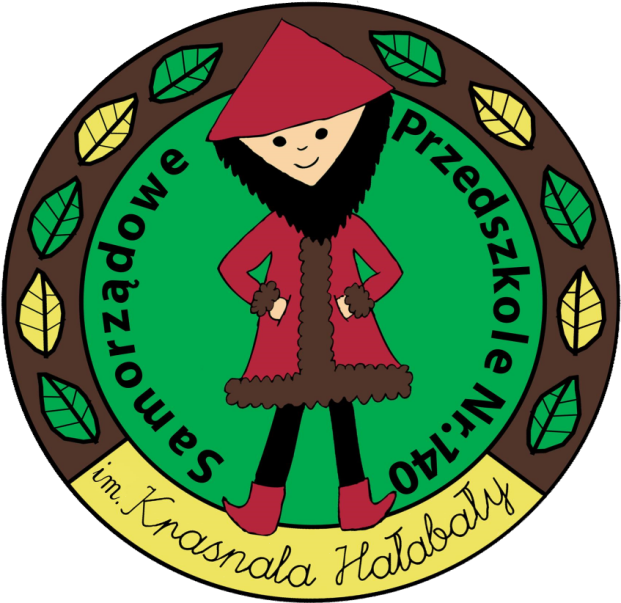 Samorządowe
Przedszkole Nr.140
im. Krasnala Hałabały